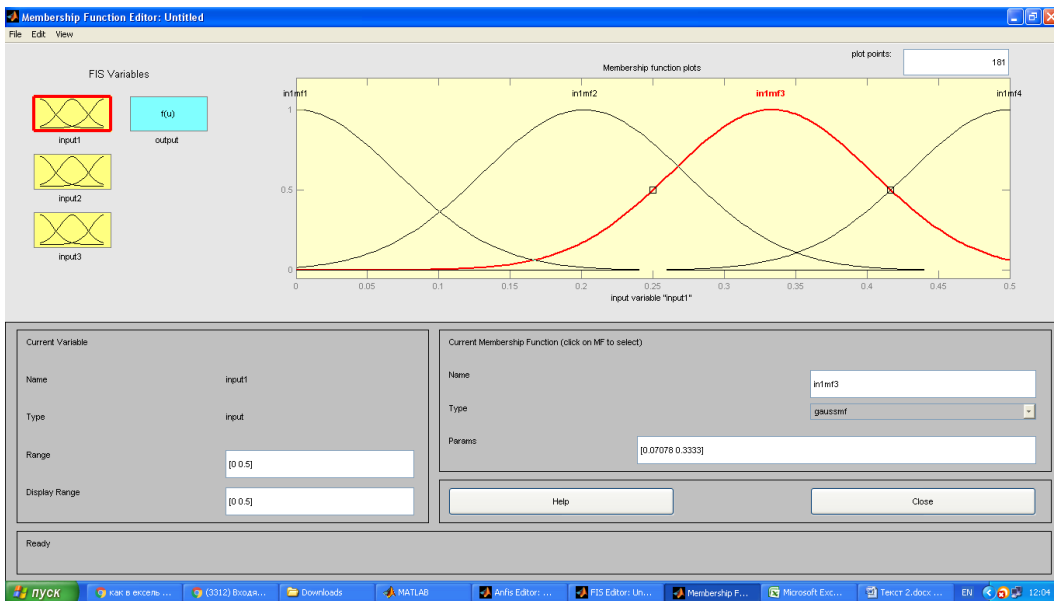 Membership Function Editor: Untitled
File Edit View
FIS Variables
input1
f(u)
output
input2
input3
plot points:
181
Membership function plots
in1mf1 in1mf2 in1mf3 in1mf4
1
0.5
0
0 0.05 0.1 0.15 0.2 0.25 0.3 0.35 0.4 0.45 0.5
input variable "input1"
Current Variable
Name input1
Type input
Range [0 0.5]
Display Range [0 0.5]
Current Membership Function (click on MF to select)
Name in1mf3
Type gaussmf
Params [0.07078 0.3333]
Help Close
Ready
пуск как в ексель ... (3312) Входя... Downloads MATLAB Anfis Editor: ... FIS Editor: Un... Membership F... Microsoft Exc... Текст 2.docx ... EN 12:04